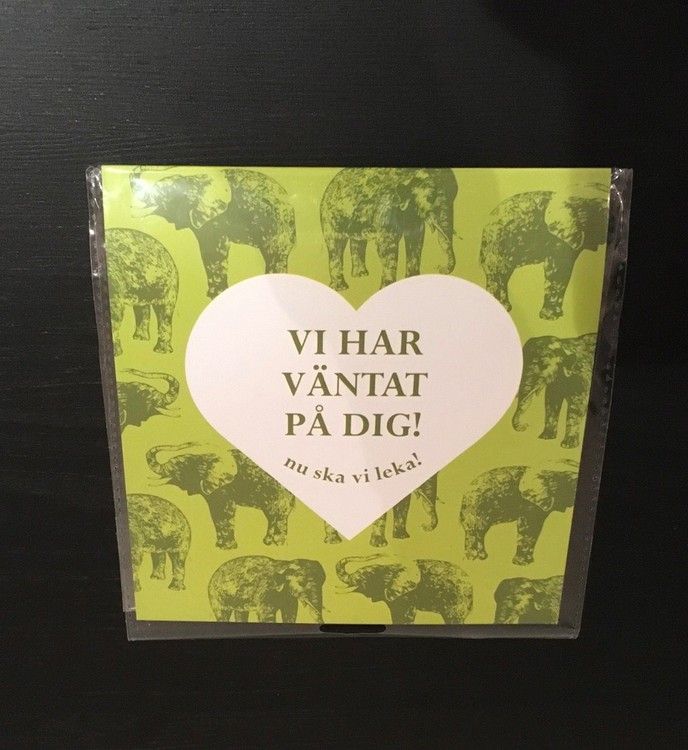 VI HAR
VÄNTAT
PÅ DIG!
nu ska vi leka!